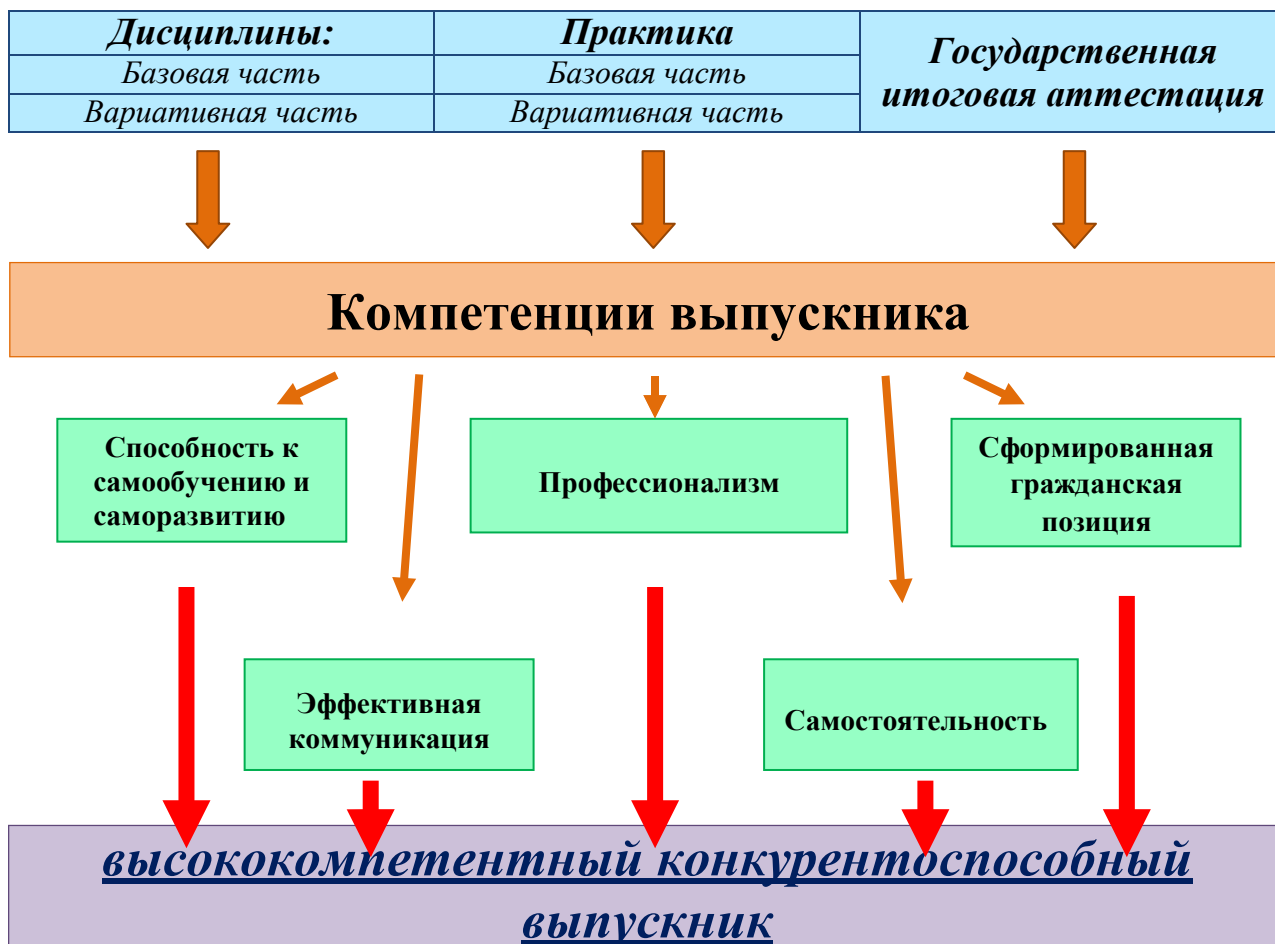 Дисциплины:
Базовая часть
Вариативная часть
Практика
Базовая часть
Вариативная часть
Государственная
итоговая аттестация
Компетенции выпускника
Способность к
самообучению и
саморазвитию
Профессионализм
Сформированная
гражданская
позиция
Эффективная
коммуникация
Самостоятельность
высококомпетентный конкурентоспособный
выпускник